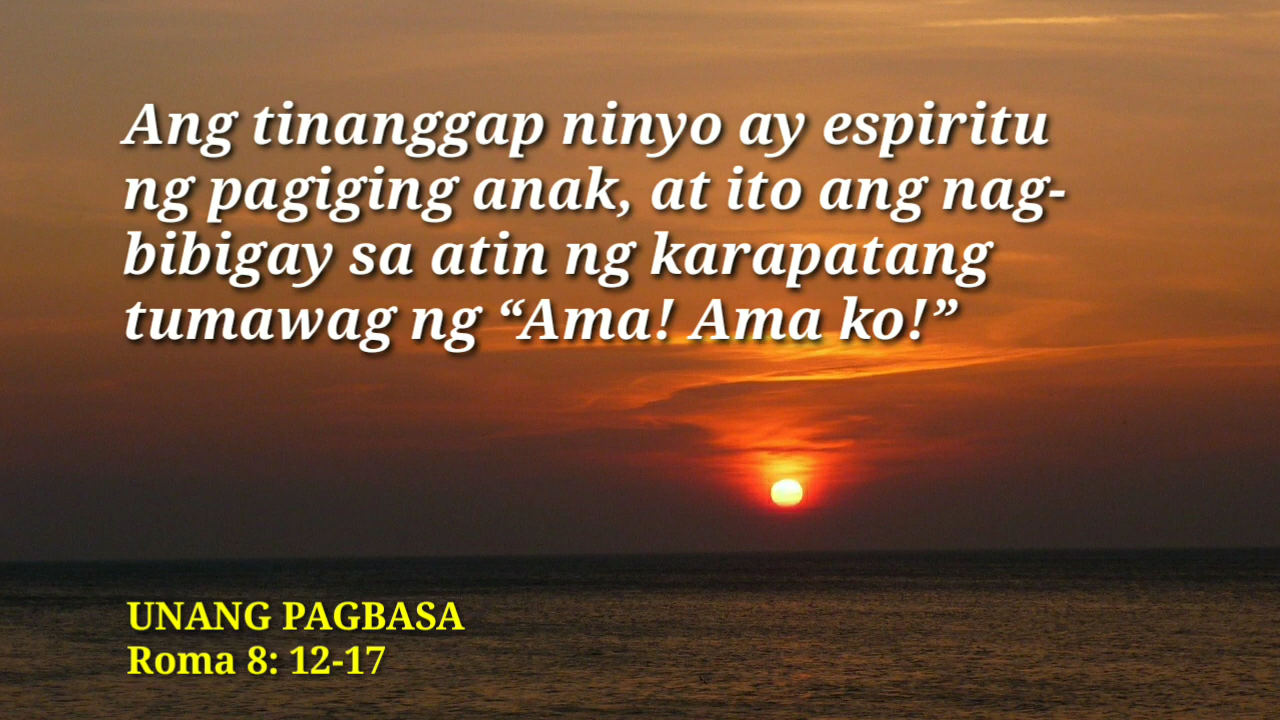 Ang tinanggap ninyo ay espiritu
ng pagiging anak, at ito ang nag-
bibigay sa atin ng karapatang
tumawag ng “Ama! Ama ko!”
UNANG PAGBASA
Roma 8: 12-17